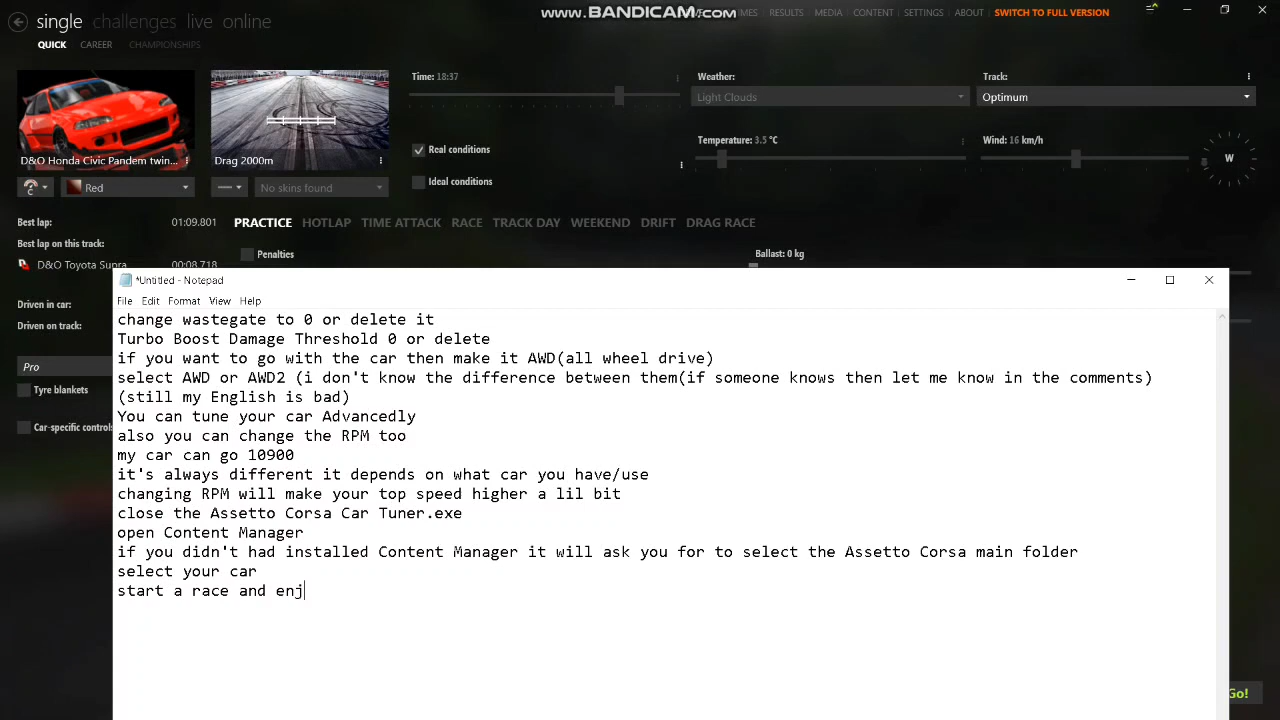 single challenges live online
www.BANDICAM.com
TIMES RESULTS MEDIA CONTENT SETTINGS ABOUT SWITCH TO FULL VERSION
QUICK CAREER CHAMPIONSHIPS
Time: 18:37
Weather:
Track:
Light Clouds
Optimum
Real conditions
Temperature: 3.5 °C
Wind: 16 km/h
W
D&O Honda Civic Pandem twin...
Drag 2000m
Ideal conditions
Red
No skins found
Best lap: 01:09.801
PRACTICE HOTLAP TIME ATTACK RACE TRACK DAY WEEKEND DRIFT DRAG RACE
Best lap on this track:
Penalties
Ballast: 0 kg
D&O Toyota Supra 00:08.718
*Untitled - Notepad
File Edit Format View Help
Driven in car:
Driven on track:
Pro
Tyre blankets
Car-specific controls
change wastegate to 0 or delete it
Turbo Boost Damage Threshold 0 or delete
if you want to go with the car then make it AWD(all wheel drive)
select AWD or AWD2 (i don't know the difference between them(if someone knows then let me know in the comments)
(still my English is bad)
You can tune your car Advancedly
also you can change the RPM too
my car can go 10900
it's always different it depends on what car you have/use
changing RPM will make your top speed higher a lil bit
close the Assetto Corsa Car Tuner.exe
open Content Manager
if you didn't had installed Content Manager it will ask you for to select the Assetto Corsa main folder
select your car
start a race and enj
Go!